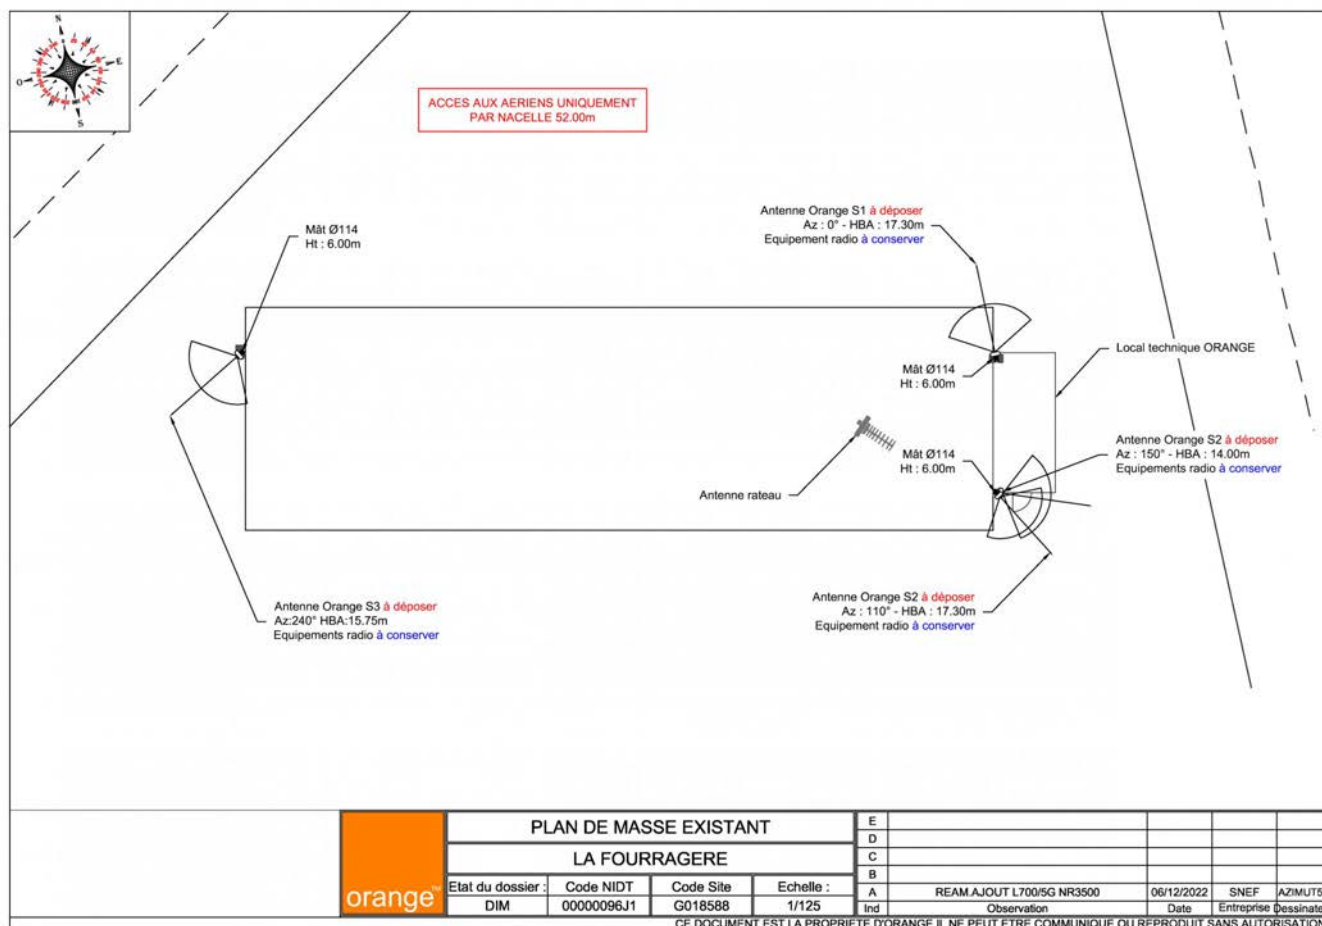 N
E
O
S
ACCES AUX AERIENS UNIQUEMENT
PAR NACELLE 52.00m
Antenne Orange S1 à déposer
Az : 0° - HBA : 17.30m
Equipement radio à conserver
Mât Ø114
Ht : 6.00m
Local technique ORANGE
Mât Ø114
Ht : 6.00m
Antenne Orange S2 à déposer
Az : 150° - HBA : 14.00m
Equipements radio à conserver
Mât Ø114
Ht : 6.00m
Antenne rateau
Antenne Orange S3 à déposer
Az:240° HBA:15.75m
Equipements radio à conserver
Antenne Orange S2 à déposer
Az : 110° - HBA : 17.30m
Equipement radio à conserver
orange™
PLAN DE MASSE EXISTANT
LA FOURRAGERE
Etat du dossier : Code NIDT Code Site Echelle :
DIM 00000096J1 G018588 1/125
E
D
C
B
A REAM.AJOUT L700/5G NR3500 06/12/2022 SNEF AZIMUT5
Ind Observation Date Entreprise Dessinate
CE DOCUMENT EST LA PROPRIETE D'ORANGE IL NE PEUT ETRE COMMUNIQUE OU REPRODUIT SANS AUTORISATION